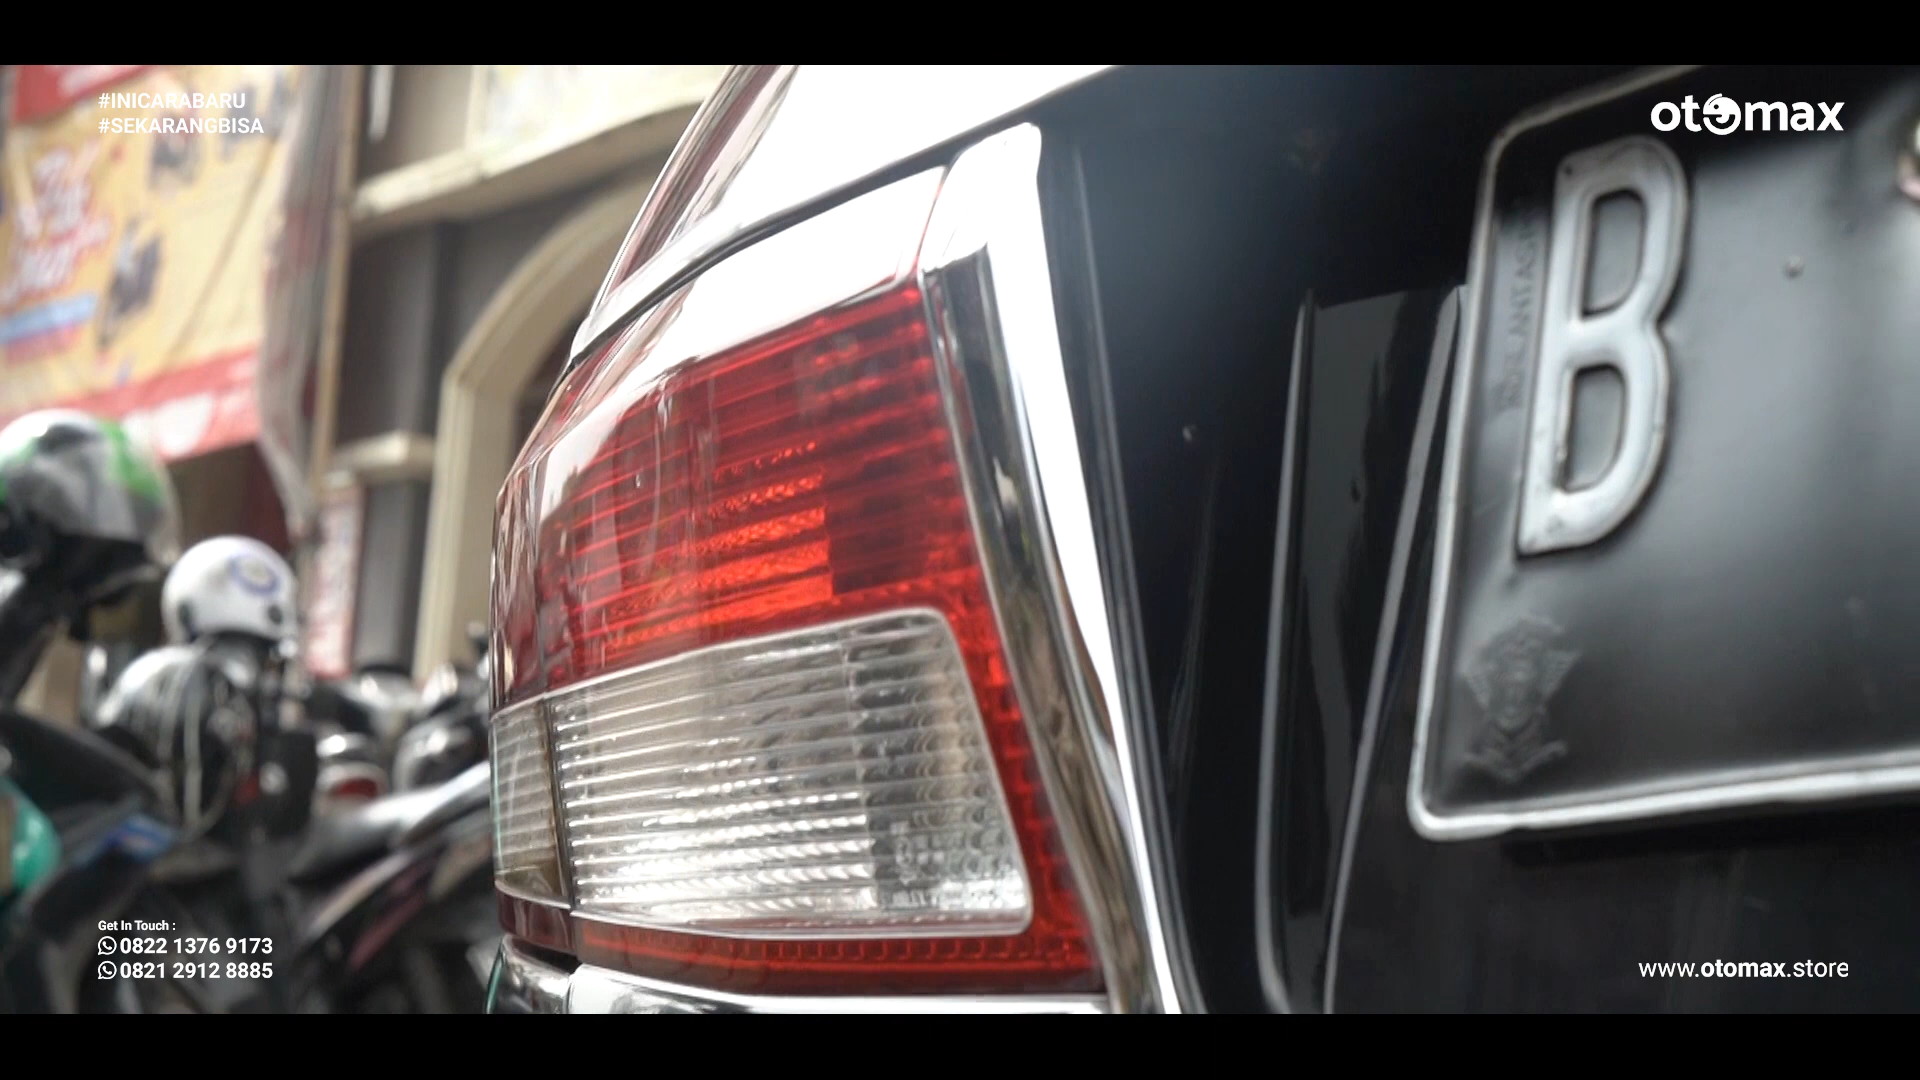 #INICARABARU
#SEKARANGBISA
otomax
B
Get In Touch :
0822 1376 9173
0821 2912 8885
www.otomax.store